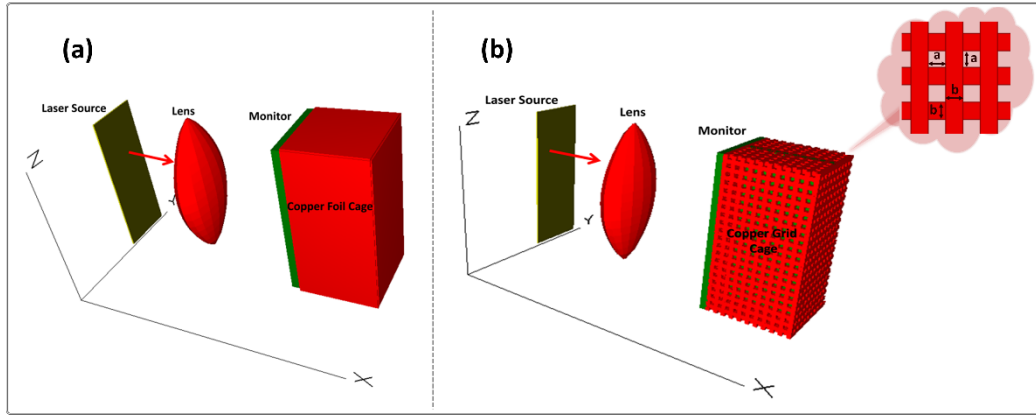 (a)
Laser Source
Lens
Monitor
Copper Foil Cage
Z
Y
X
(b)
Laser Source
Lens
Monitor
Copper Grid
Cage
Z
Y
X
a
a
b
b